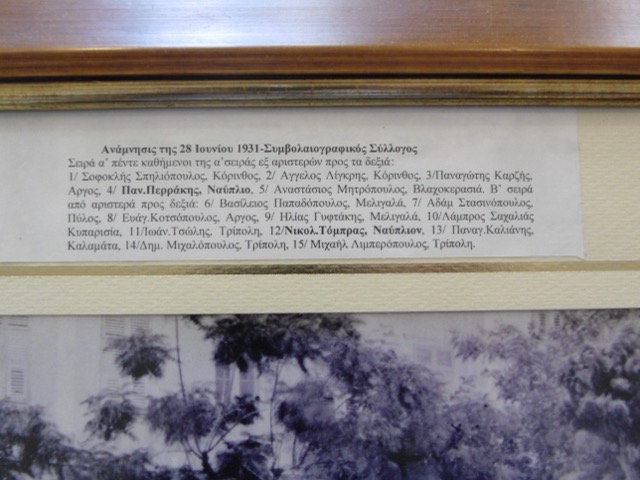 Ανάμνησις της 28 Ιουνίου 1931-Συμβολαιογραφικός Σύλλογος
Σειρά α' πέντε καθήμενοι της α'σειράς εξ αριστερών προς τα δεξιά:
1/ Σοφοκλής Σπηλιόπουλος, Κόρινθος, 2/ Αγγελος Λίγκρης, Κόρινθος, 3/Παναγώτης Καρζής,
Αργος, 4/ Παν.Περράκης, Ναύπλιο, 5/ Αναστάσιος Μητρόπουλος, Βλαχοκερασιά. Β' σειρά
από αριστερά προς δεξιά: 6/ Βασίλειος Παπαδόπουλος, Μελιγαλά, 7/ Αδάμ Στασινόπουλος,
Πύλος, 8/ Ευάγ.Κοτσόπουλος, Αργος, 9/ Ηλίας Γυφτάκης, Μελιγαλά, 10/Λάμπρος Σαχαλιάς
Κυπαρισία, 11/Ιωάν.Τσώλης, Τρίπολη, 12/Νικολ.Τόμπρας, Ναύπλιον, 13/ Παναγ.Καλιάνης,
Καλαμάτα, 14/Δημ. Μιχαλόπουλος, Τρίπολη, 15/ Μιχαήλ Λιμπερόπουλος, Τρίπολη.